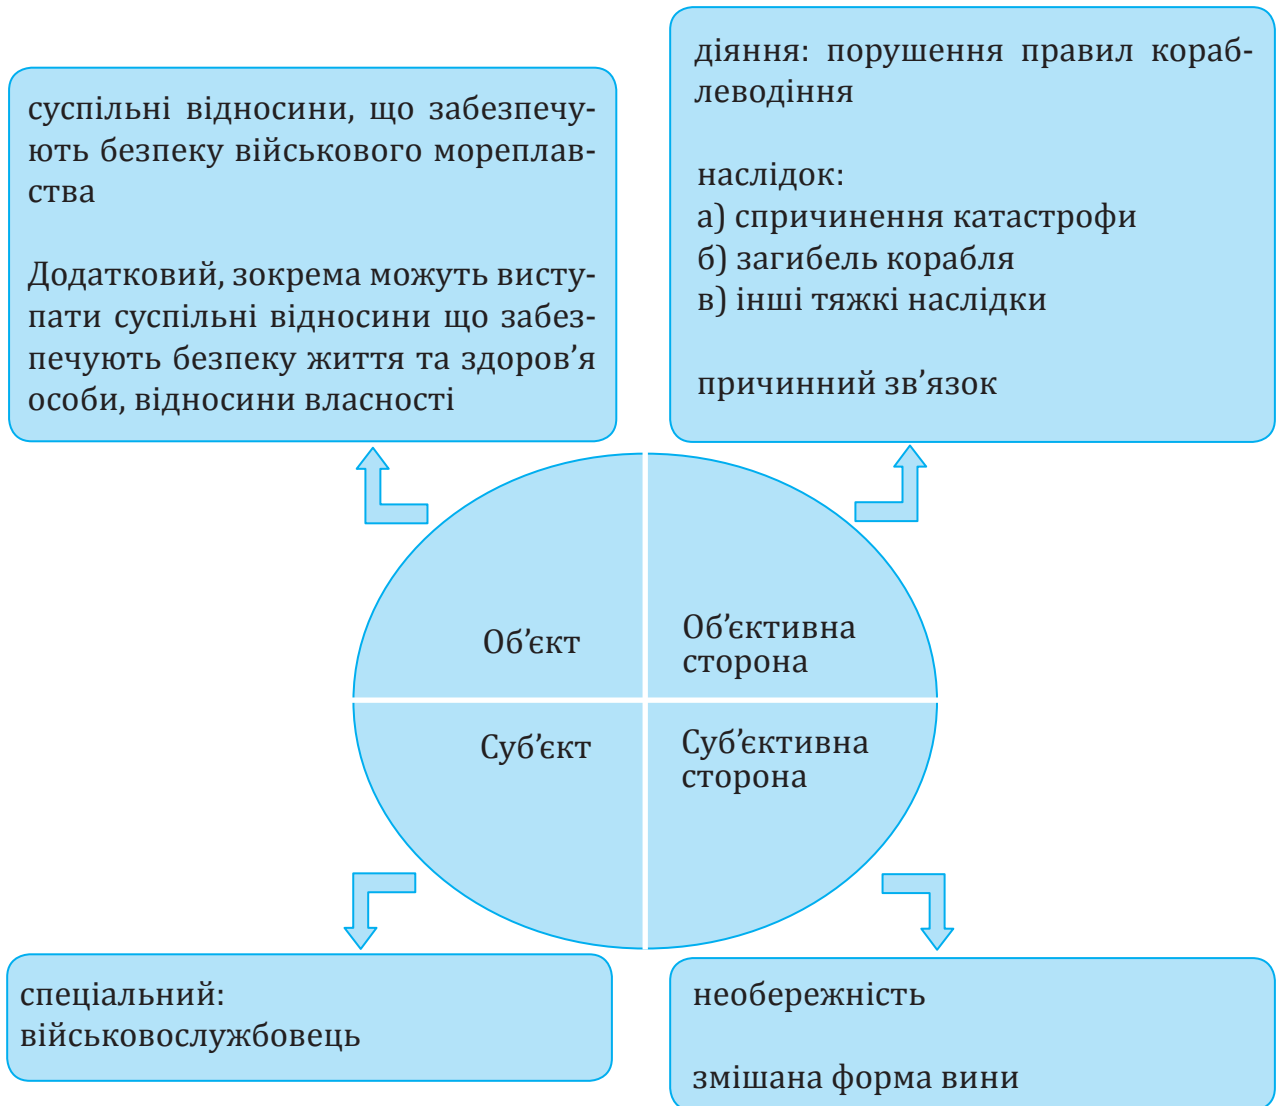 суспільні відносини, що забезпечу-
ють безпеку військового мореплав-
ства
Додатковий, зокрема можуть висту-
пати суспільні відносини що забез-
печують безпеку життя та здоров’я
особи, відносини власності
діяння: порушення правил кораб-
леводіння
наслідок:
а) спричинення катастрофи
б) загибель корабля
в) інші тяжкі наслідки
причинний зв’язок
Об’єкт
Об’єктивна
сторона
Суб’єкт
Суб’єктивна
сторона
спеціальний:
військовослужбовець
необережність
змішана форма вини